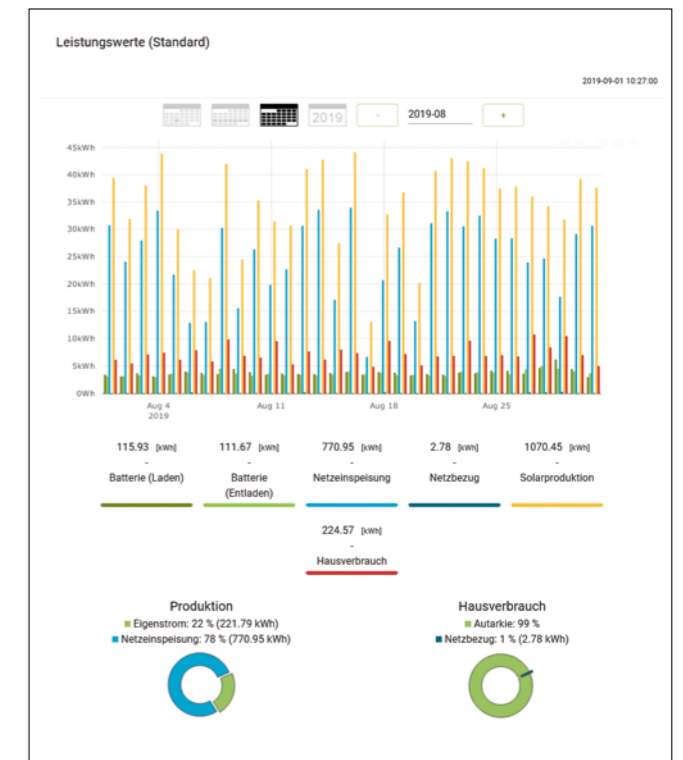 Leistungswerte (Standard)
2019-09-01 10:27:00
2019
-
2019-08
+
45kWh
40kWh
35kWh
30kWh
25kWh
20kWh
15kWh
10kWh
5kWh
0Wh
Aug 4
2019
Aug 11
Aug 18
Aug 25
115.93 [kWh]
-
Batterie (Laden)
111.67 [kWh]
-
Batterie
(Entladen)
770.95 [kWh]
-
Netzeinspeisung
2.78 [kWh]
-
Netzbezug
1070.45 [kWh]
-
Solarproduktion
224.57 [kWh]
-
Hausverbrauch
Produktion
Eigenstrom: 22 % (221.79 kWh)
Netzeinspeisung: 78 % (770.95 kWh)
Hausverbrauch
Autarkie: 99 %
Netzbezug: 1 % (2.78 kWh)